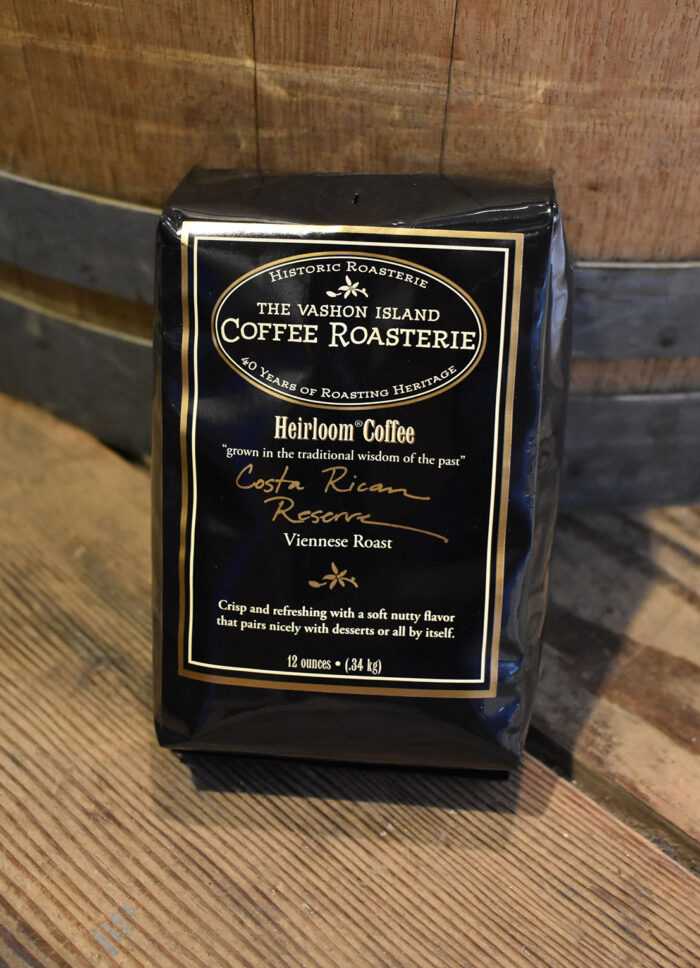 Historic Roasterie
The Vashon Island
Coffee Roasterie
40 Years of Roasting Heritage
Heirloom® Coffee
“grown in the traditional wisdom of the past”
Costa Rican
Reserve
Viennese Roast
Crisp and refreshing with a soft nutty flavor
that pairs nicely with desserts or all by itself.
12 ounces • (.34 kg)